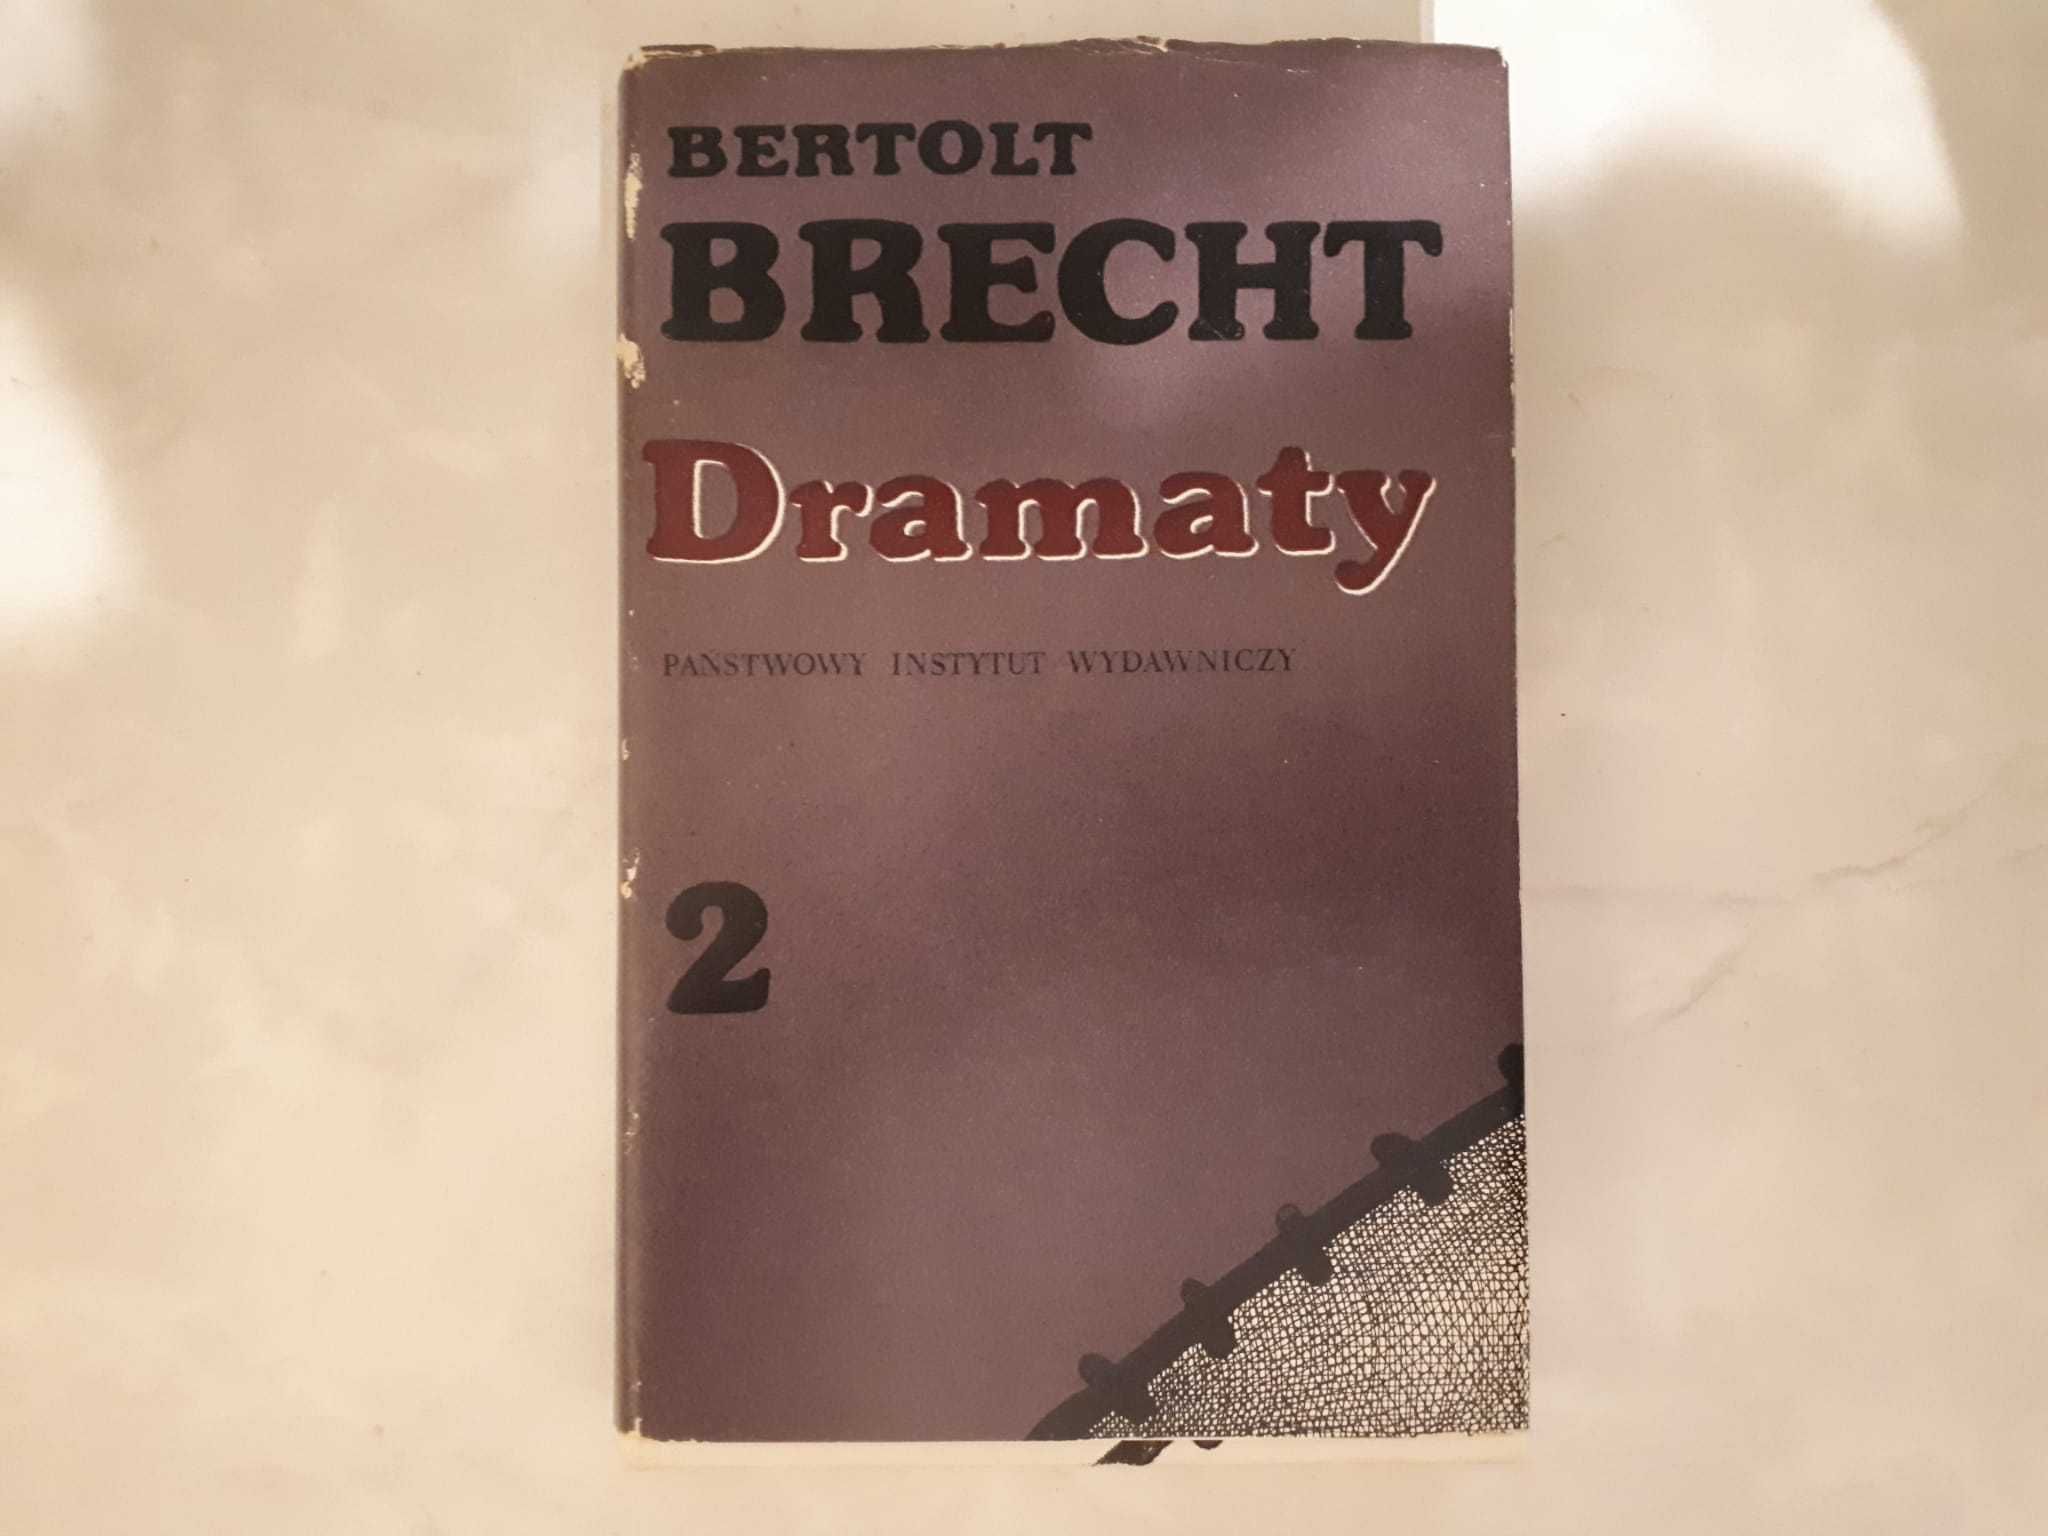 BERTOLT
BRECHT
Dramaty
PAŃSTWOWY INSTYTUT WYDAWNICZY
2